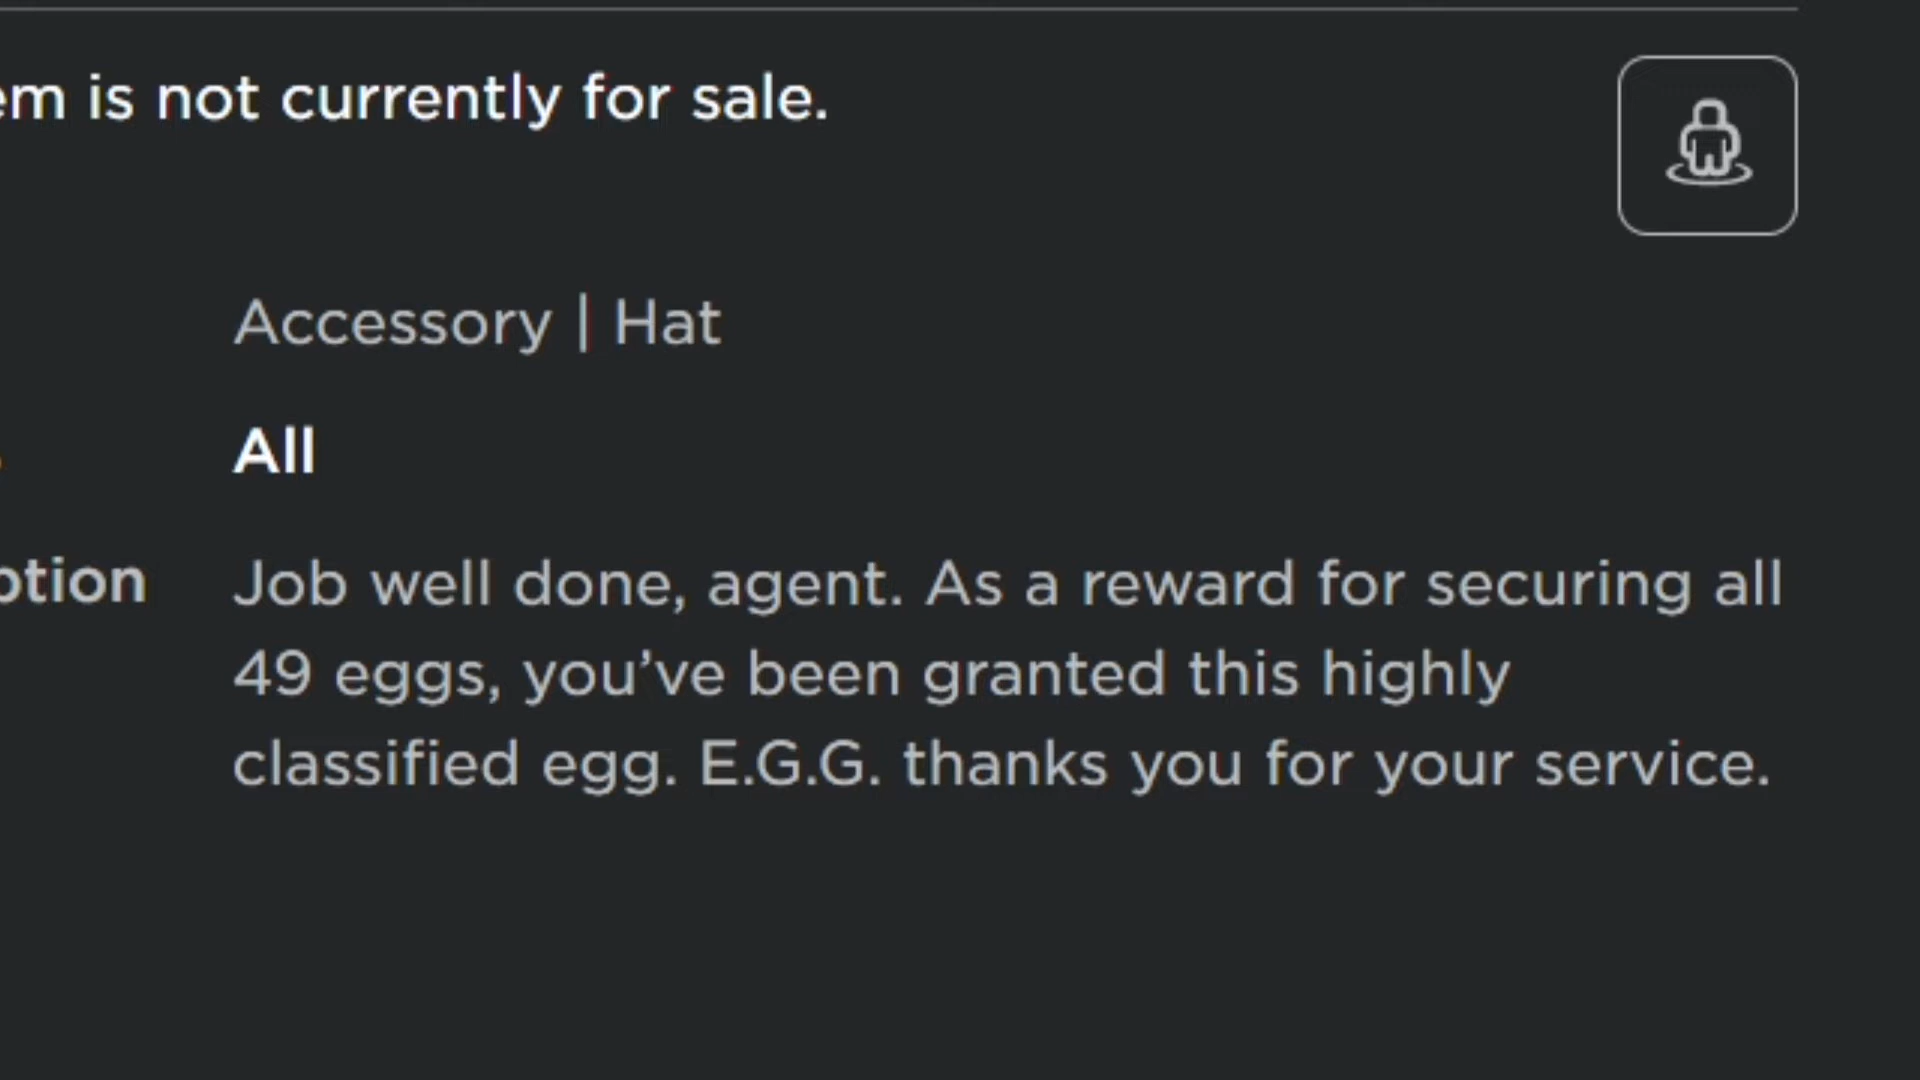 em is not currently for sale.
Accessory | Hat
All
ption Job well done, agent. As a reward for securing all
49 eggs, you’ve been granted this highly
classified egg. E.G.G. thanks you for your service.